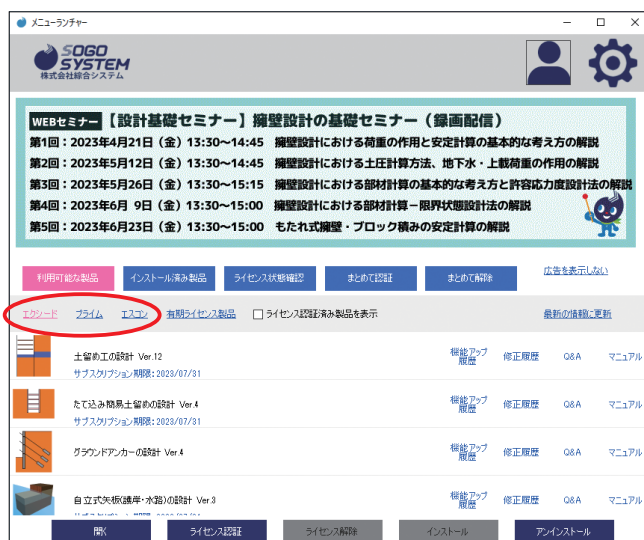 メニューランチャー
SOGO
SYSTEM
株式会社綜合システム
WEBセミナー 【設計基礎セミナー】擁壁設計の基礎セミナー（録画配信）
第1回：2023年4月21日（金）13:30～14:45 擁壁設計における荷重の作用と安定計算の基本的な考え方の解説
第2回：2023年5月12日（金）13:30～14:45 擁壁設計における土圧計算方法、地下水・上載荷重の作用の解説
第3回：2023年5月26日（金）13:30～15:15 擁壁設計における部材計算の基本的な考えと許容応力度設計法の解説
第4回：2023年6月 9日（金）13:30～15:00 擁壁設計における部材計算－限界状態設計法の解説
第5回：2023年6月23日（金）13:30～15:00 もたれ式擁壁・ブロック積みの安定計算の解説
利用可能な製品 インストール済み製品 ライセンス状態確認 まとめて認証 まとめて解除 広告を表示しない
エクシード プライム エスコン 有期ライセンス製品 ライセンス認証済み製品を表示 最新の情報に更新
土留め工の設計 Ver.12 機能アップ履歴 修正履歴 Q&A マニュアル
サブスクリプション期限：2023/07/31
たて込み簡易土留めの設計 Ver.4 機能アップ履歴 修正履歴 Q&A マニュアル
サブスクリプション期限：2023/07/31
グラウンドアンカーの設計 Ver.4 機能アップ履歴 修正履歴 Q&A マニュアル
自立式矢板(護岸・水路)の設計 Ver.3 機能アップ履歴 修正履歴 Q&A マニュアル
開く ライセンス認証 ライセンス解除 インストール アンインストール